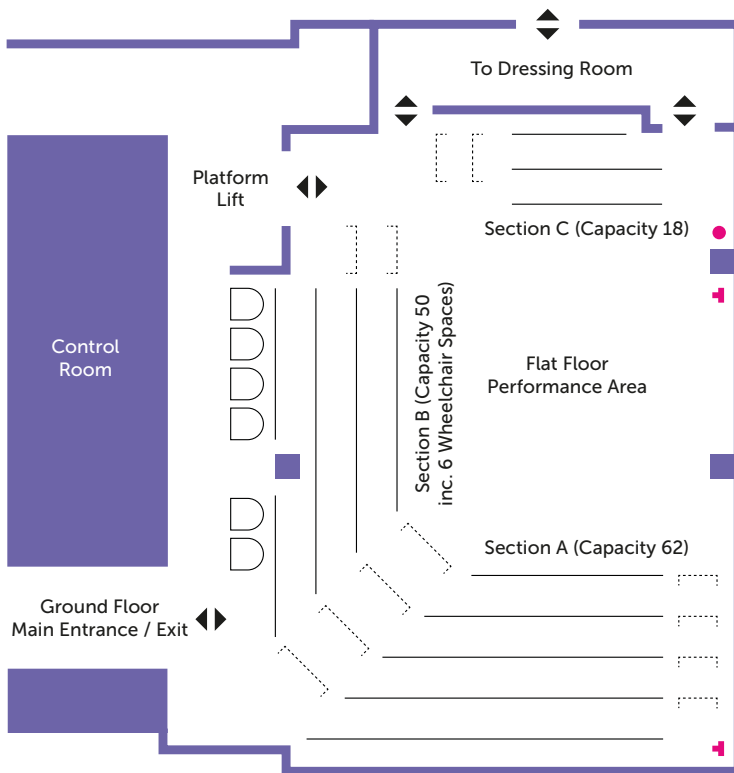 To Dressing Room
Platform
Lift
Section C (Capacity 18)
Control
Room
Section B (Capacity 50
inc. 6 Wheelchair Spaces)
Flat Floor
Performance Area
Section A (Capacity 62)
Ground Floor
Main Entrance / Exit